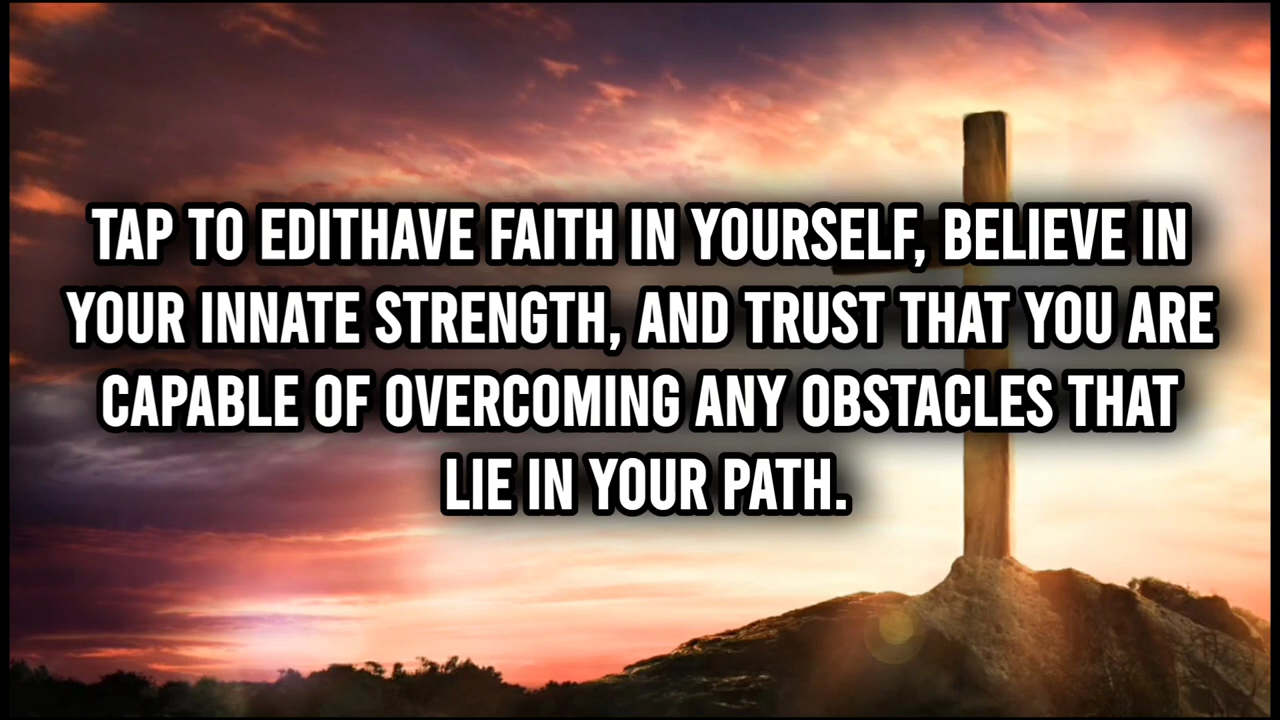 TAP TO EDITHAVE FAITH IN YOURSELF, BELIEVE IN
YOUR INNATE STRENGTH, AND TRUST THAT YOU ARE
CAPABLE OF OVERCOMING ANY OBSTACLES THAT
LIE IN YOUR PATH.